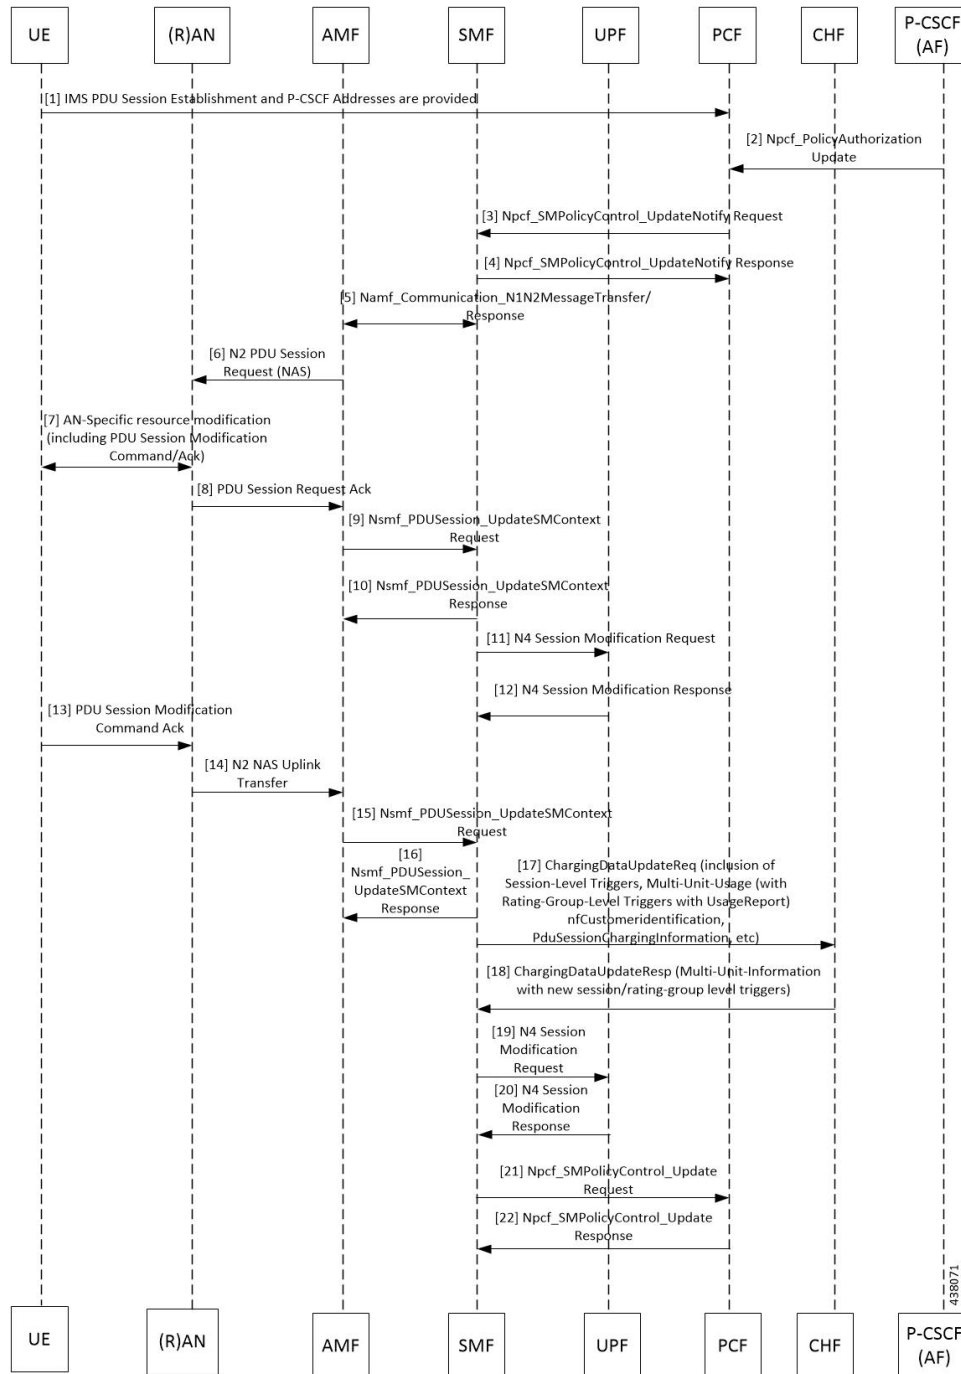 UE
(R)AN
AMF
SMF
UPF
PCF
CHF
P-CSCF
(AF)
[1] IMS PDU Session Establishment and P-CSCF Addresses are provided
[2] Npcf_PolicyAuthorization
Update
[3] Npcf_SMPolicyControl_UpdateNotify Request
[4] Npcf_SMPolicyControl_UpdateNotify Response
[5] Namf_Communication_N1N2MessageTransfer/
Response
[6] N2 PDU Session
Request (NAS)
[7] AN-Specific resource modification
(including PDU Session Modification
Command/Ack)
[8] PDU Session Request Ack
[9] Nsmf_PDUSession_UpdateSMContext
Request
[10] Nsmf_PDUSession_UpdateSMContext
Response
[11] N4 Session Modification Request
[12] N4 Session Modification Response
[13] PDU Session Modification
Command Ack
[14] N2 NAS Uplink
Transfer
[15] Nsmf_PDUSession_UpdateSMContext
Request
[16]
Nsmf_PDUSession_
UpdateSMContext
Response
[17] ChargingDataUpdateReq (inclusion of
Session-Level Triggers, Multi-Unit-Usage (with
Rating-Group-Level Triggers with UsageReport)
nfCustomeridentification,
PduSessionChargingInformation, etc)
[18] ChargingDataUpdateResp (Multi-Unit-Information
with new session/rating-group level triggers)
[19] N4 Session
Modification
Request
[20] N4 Session
Modification
Response
[21] Npcf_SMPolicyControl_Update
Request
[22] Npcf_SMPolicyControl_Update
Response
438071
UE
(R)AN
AMF
SMF
UPF
PCF
CHF
P-CSCF
(AF)